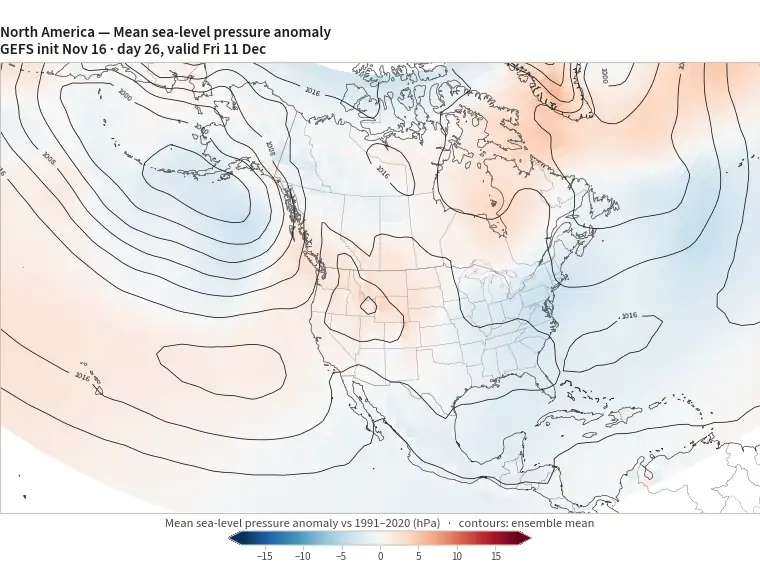 North America — Mean sea-level pressure anomaly
GEFS init Nov 16 · day 26, valid Fri 11 Dec
1016
1000
1000
1008
1008
1016
1016
1016
Mean sea-level pressure anomaly vs 1991–2020 (hPa) · contours: ensemble mean
−15 −10 −5 0 5 10 15